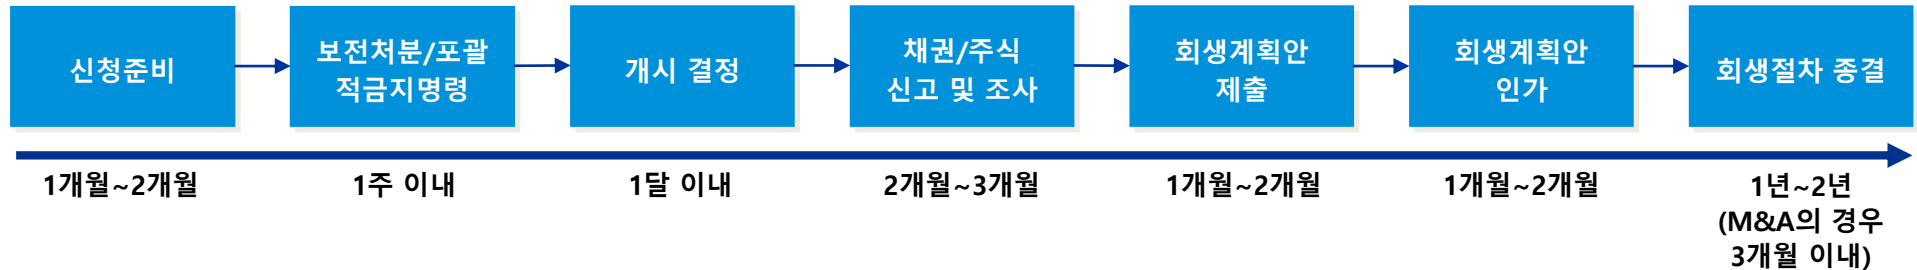 신청준비
보전처분/포괄
적금지명령
개시 결정
채권/주식
신고 및 조사
회생계획안
제출
회생계획안
인가
회생절차 종결
1개월~2개월
1주 이내
1달 이내
2개월~3개월
1개월~2개월
1개월~2개월
1년~2년
(M&A의 경우
3개월 이내)